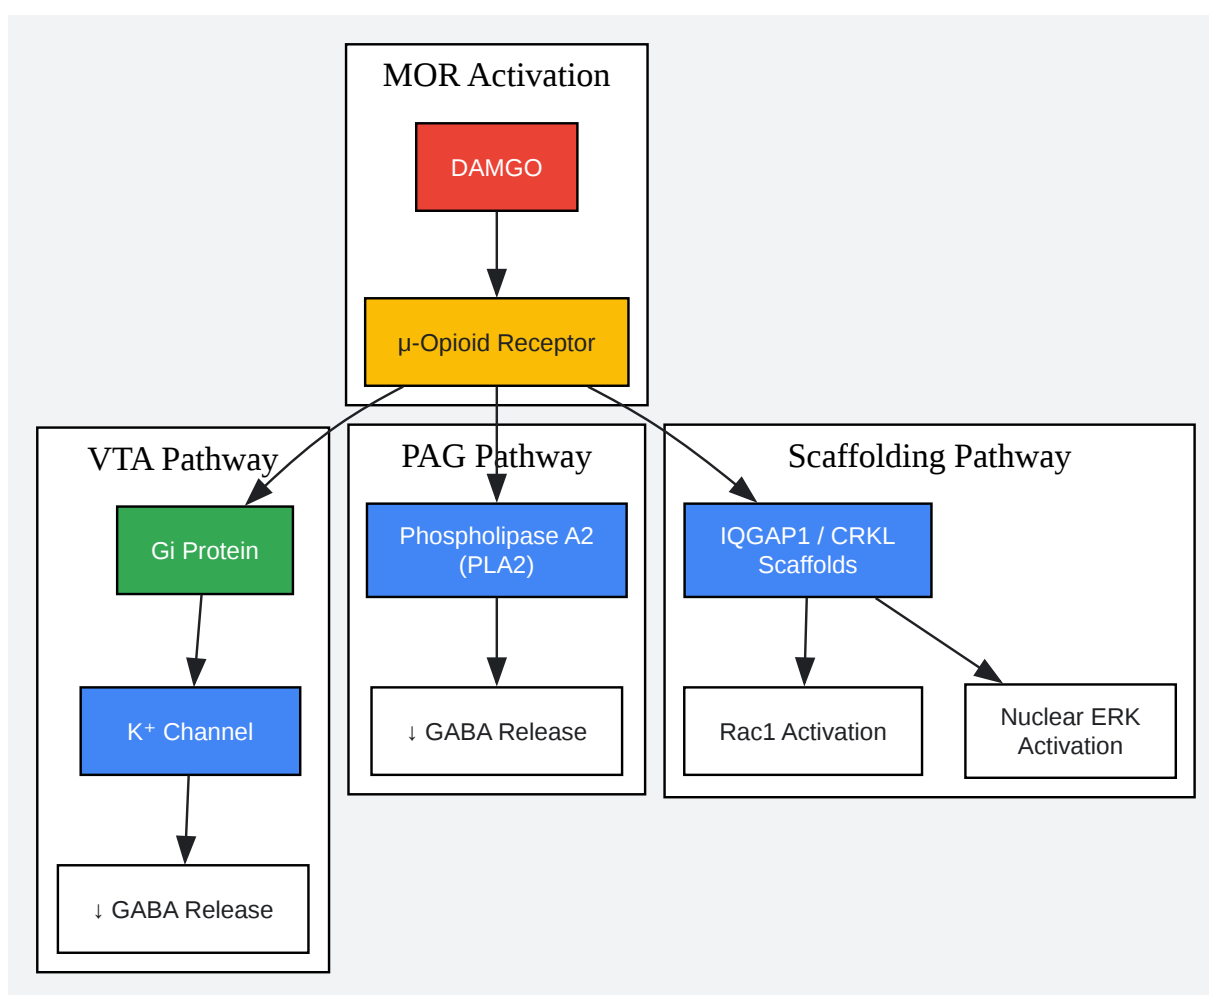 MOR Activation
DAMGO
μ-Opioid Receptor
VTA Pathway
Gi Protein
K⁺ Channel
↓ GABA Release
PAG Pathway
Phospholipase A2
(PLA2)
↓ GABA Release
Scaffolding Pathway
IQGAP1 / CRKL
Scaffolds
Rac1 Activation
Nuclear ERK
Activation